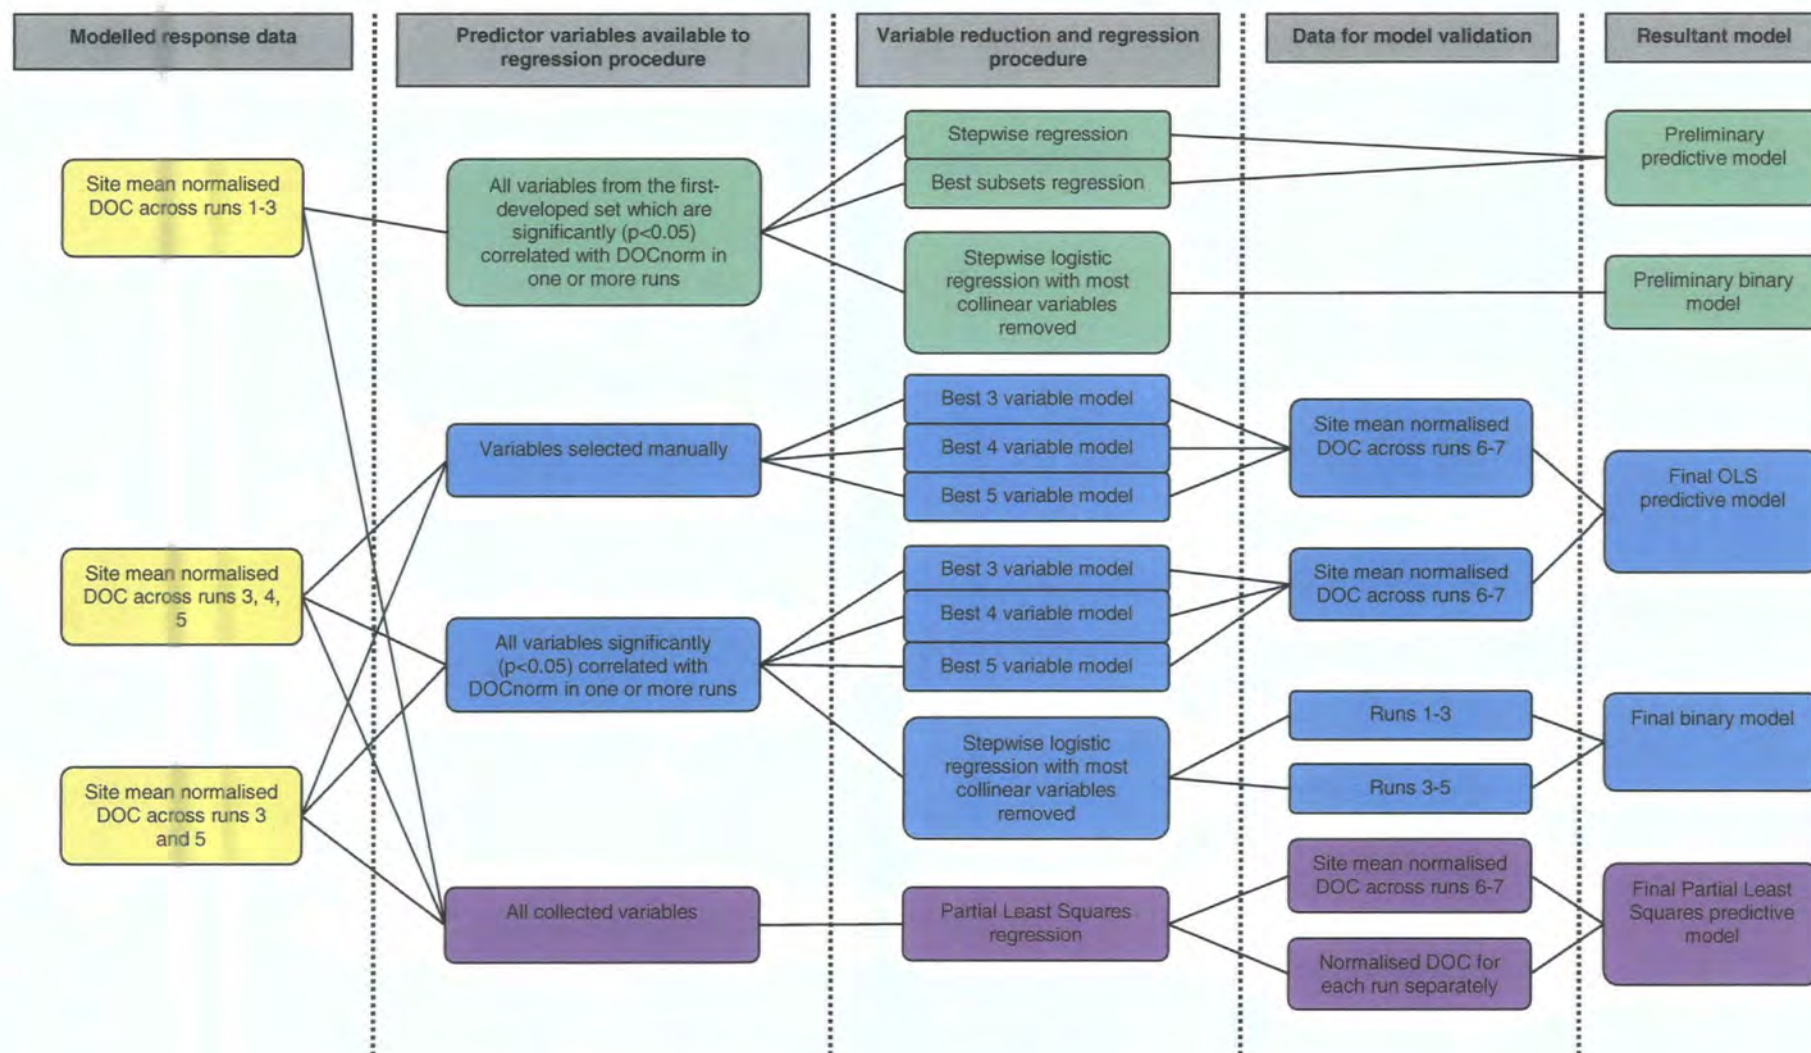 Modelled response data
Predictor variables available to
regression procedure
Variable reduction and regression
procedure
Data for model validation
Resultant model
Site mean normalised
DOC across runs 1-3
Site mean normalised
DOC across runs 3, 4,
5
Site mean normalised
DOC across runs 3
and 5
All variables from the first-
developed set which are
significantly (p<0.05)
correlated with DOCnorm in
one or more runs
Variables selected manually
All variables significantly
(p<0.05) correlated with
DOCnorm in one or more runs
All collected variables
Stepwise regression
Best subsets regression
Stepwise logistic
regression with most
collinear variables
removed
Best 3 variable model
Best 4 variable model
Best 5 variable model
Best 3 variable model
Best 4 variable model
Best 5 variable model
Stepwise logistic
regression with most
collinear variables
removed
Partial Least Squares
regression
Site mean normalised
DOC across runs 6-7
Site mean normalised
DOC across runs 6-7
Runs 1-3
Runs 3-5
Site mean normalised
DOC across runs 6-7
Normalised DOC for
each run separately
Preliminary
predictive model
Preliminary binary
model
Final OLS
predictive model
Final binary model
Final Partial Least
Squares predictive
model